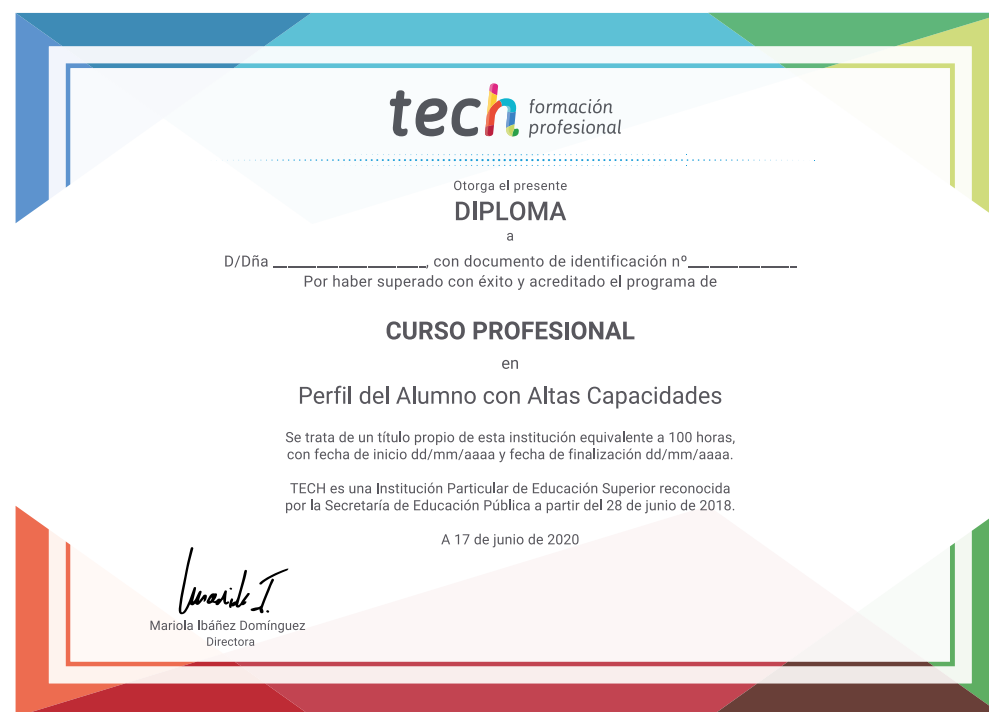 tech formación
profesional
Otorga el presente
DIPLOMA
a
D/Dña ____________________, con documento de identificación nº______________
Por haber superado con éxito y acreditado el programa de
CURSO PROFESIONAL
en
Perfil del Alumno con Altas Capacidades
Se trata de un título propio de esta institución equivalente a 100 horas,
con fecha de inicio dd/mm/aaaa y fecha de finalización dd/mm/aaaa.
TECH es una Institución Particular de Educación Superior reconocida
por la Secretaría de Educación Pública a partir del 28 de junio de 2018.
A 17 de junio de 2020
Mariola Ibáñez Domínguez
Directora